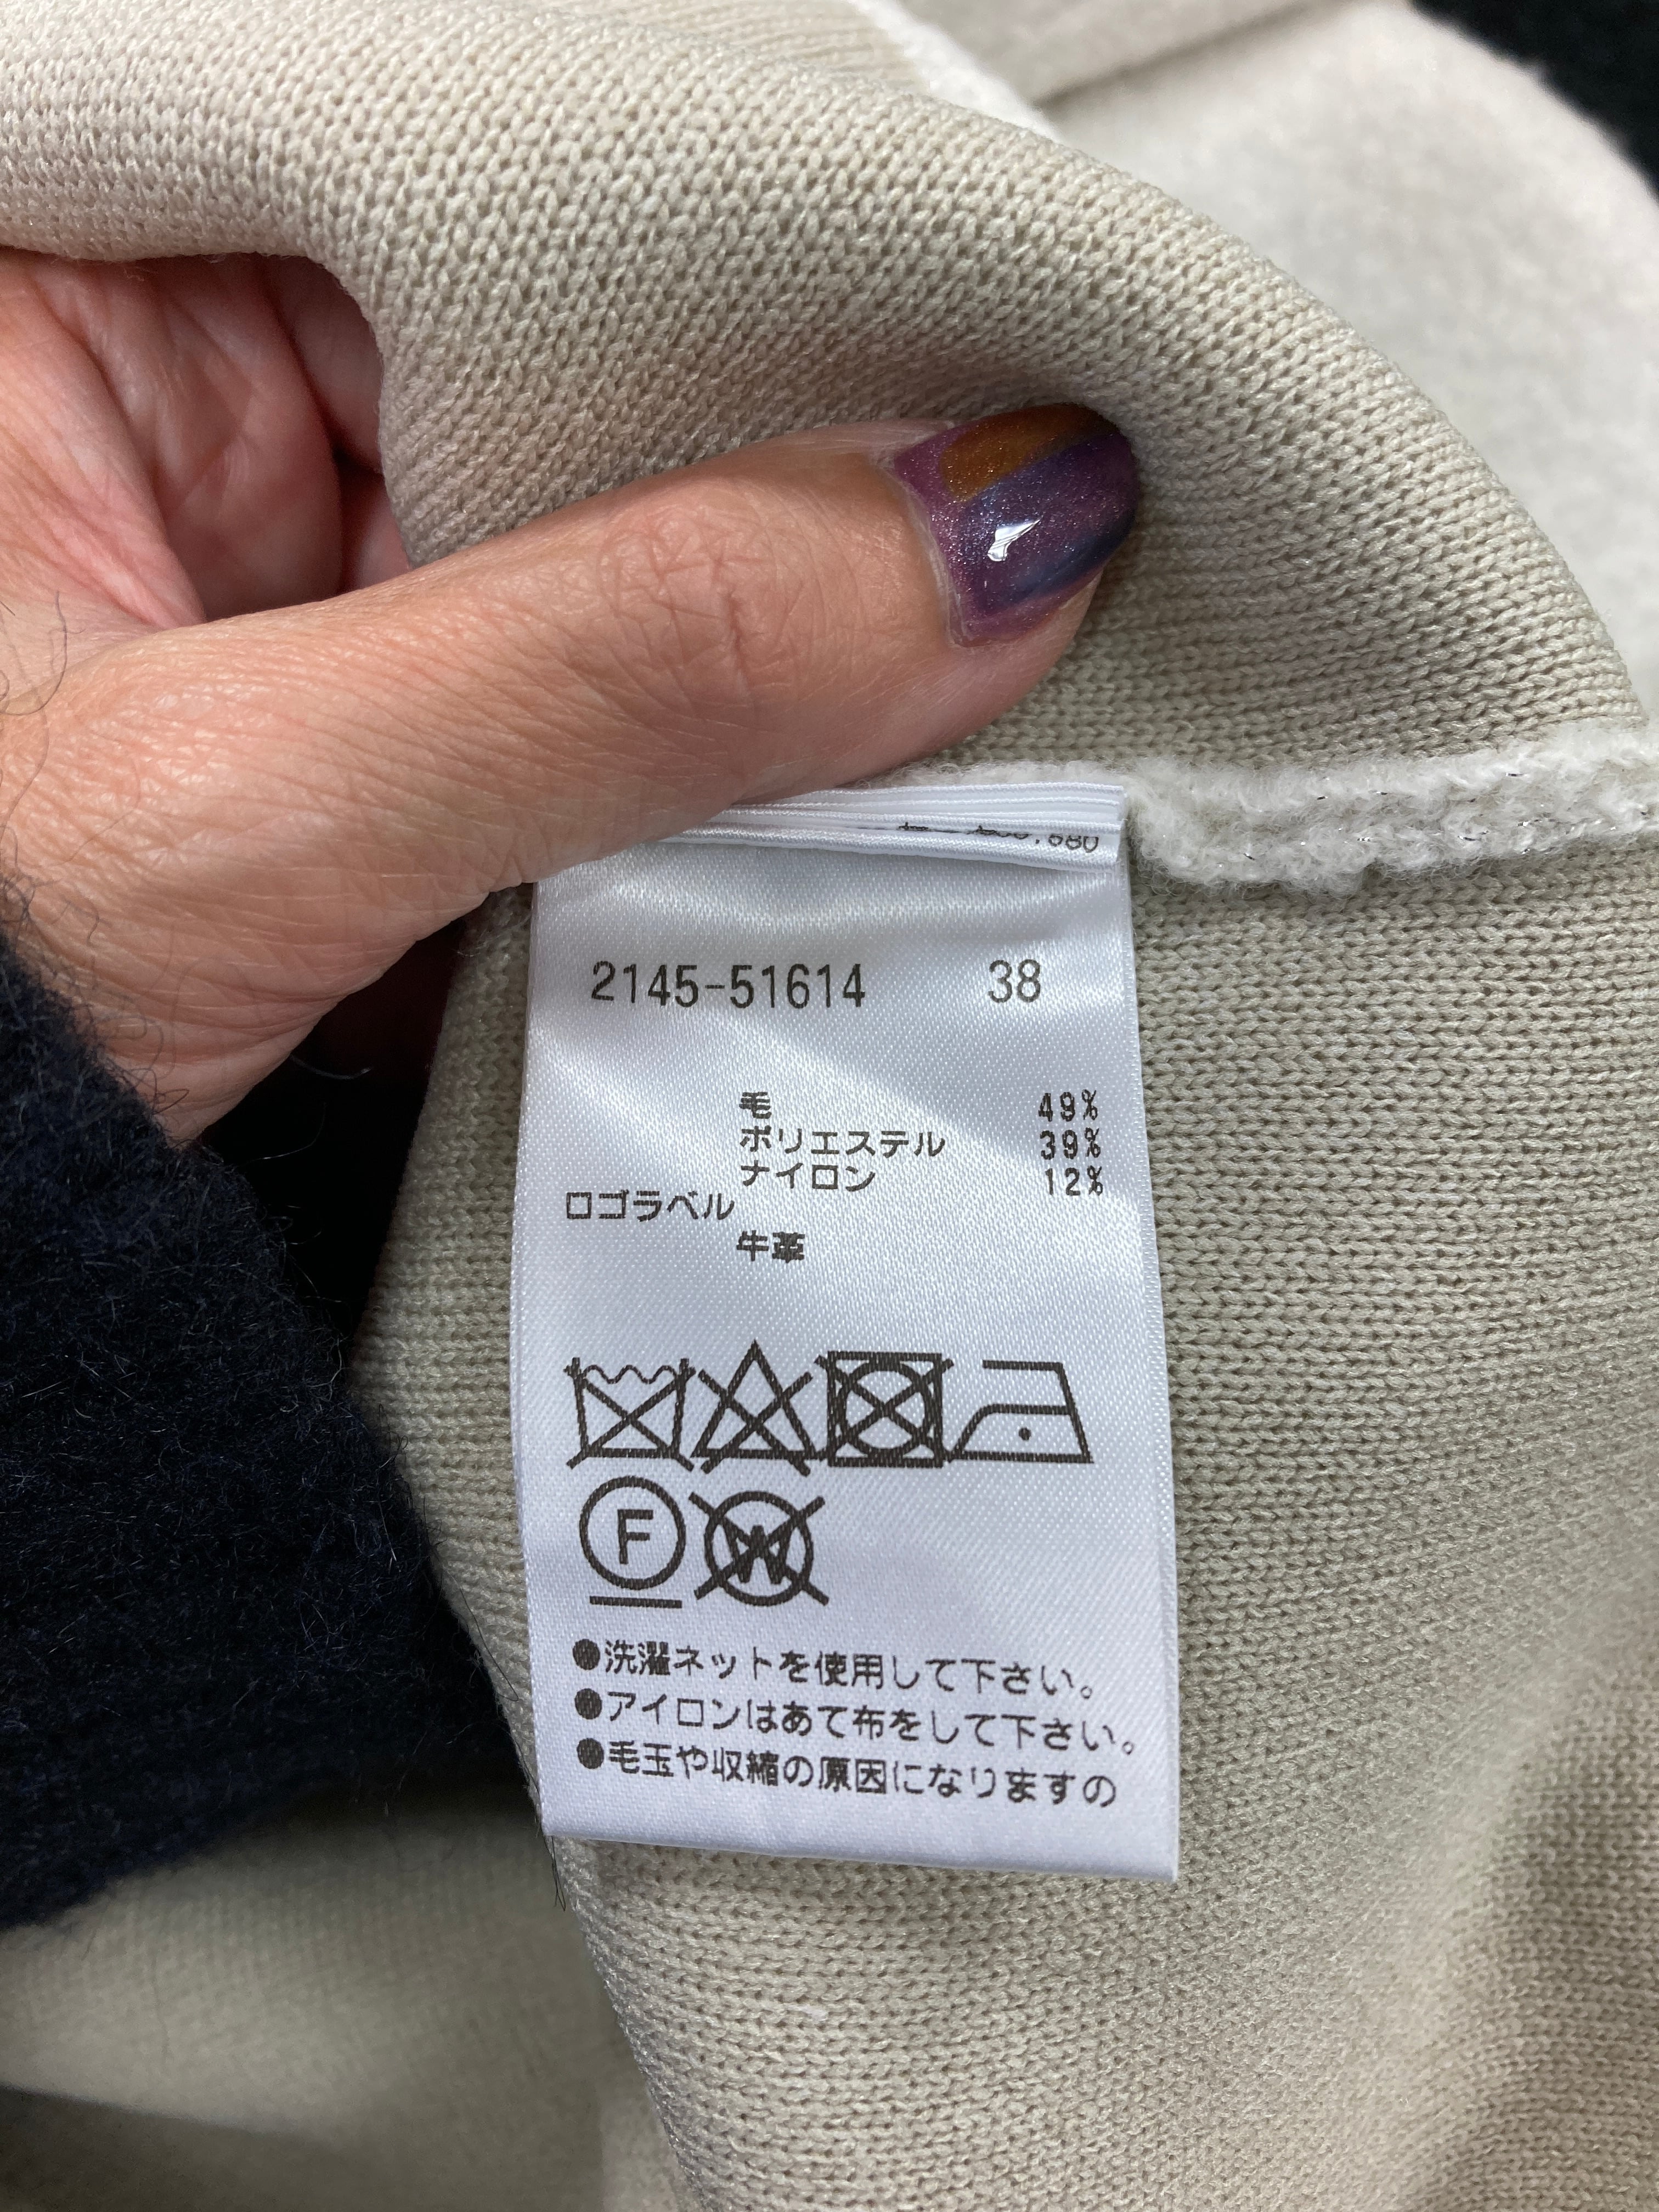 ,680
2145-51614 38
毛 49%
ポリエステル 39%
ナイロン 12%
ロゴラベル
牛革
F W
●洗濯ネットを使用して下さい。
●アイロンはあて布をして下さい。
●毛玉や収縮の原因になりますの